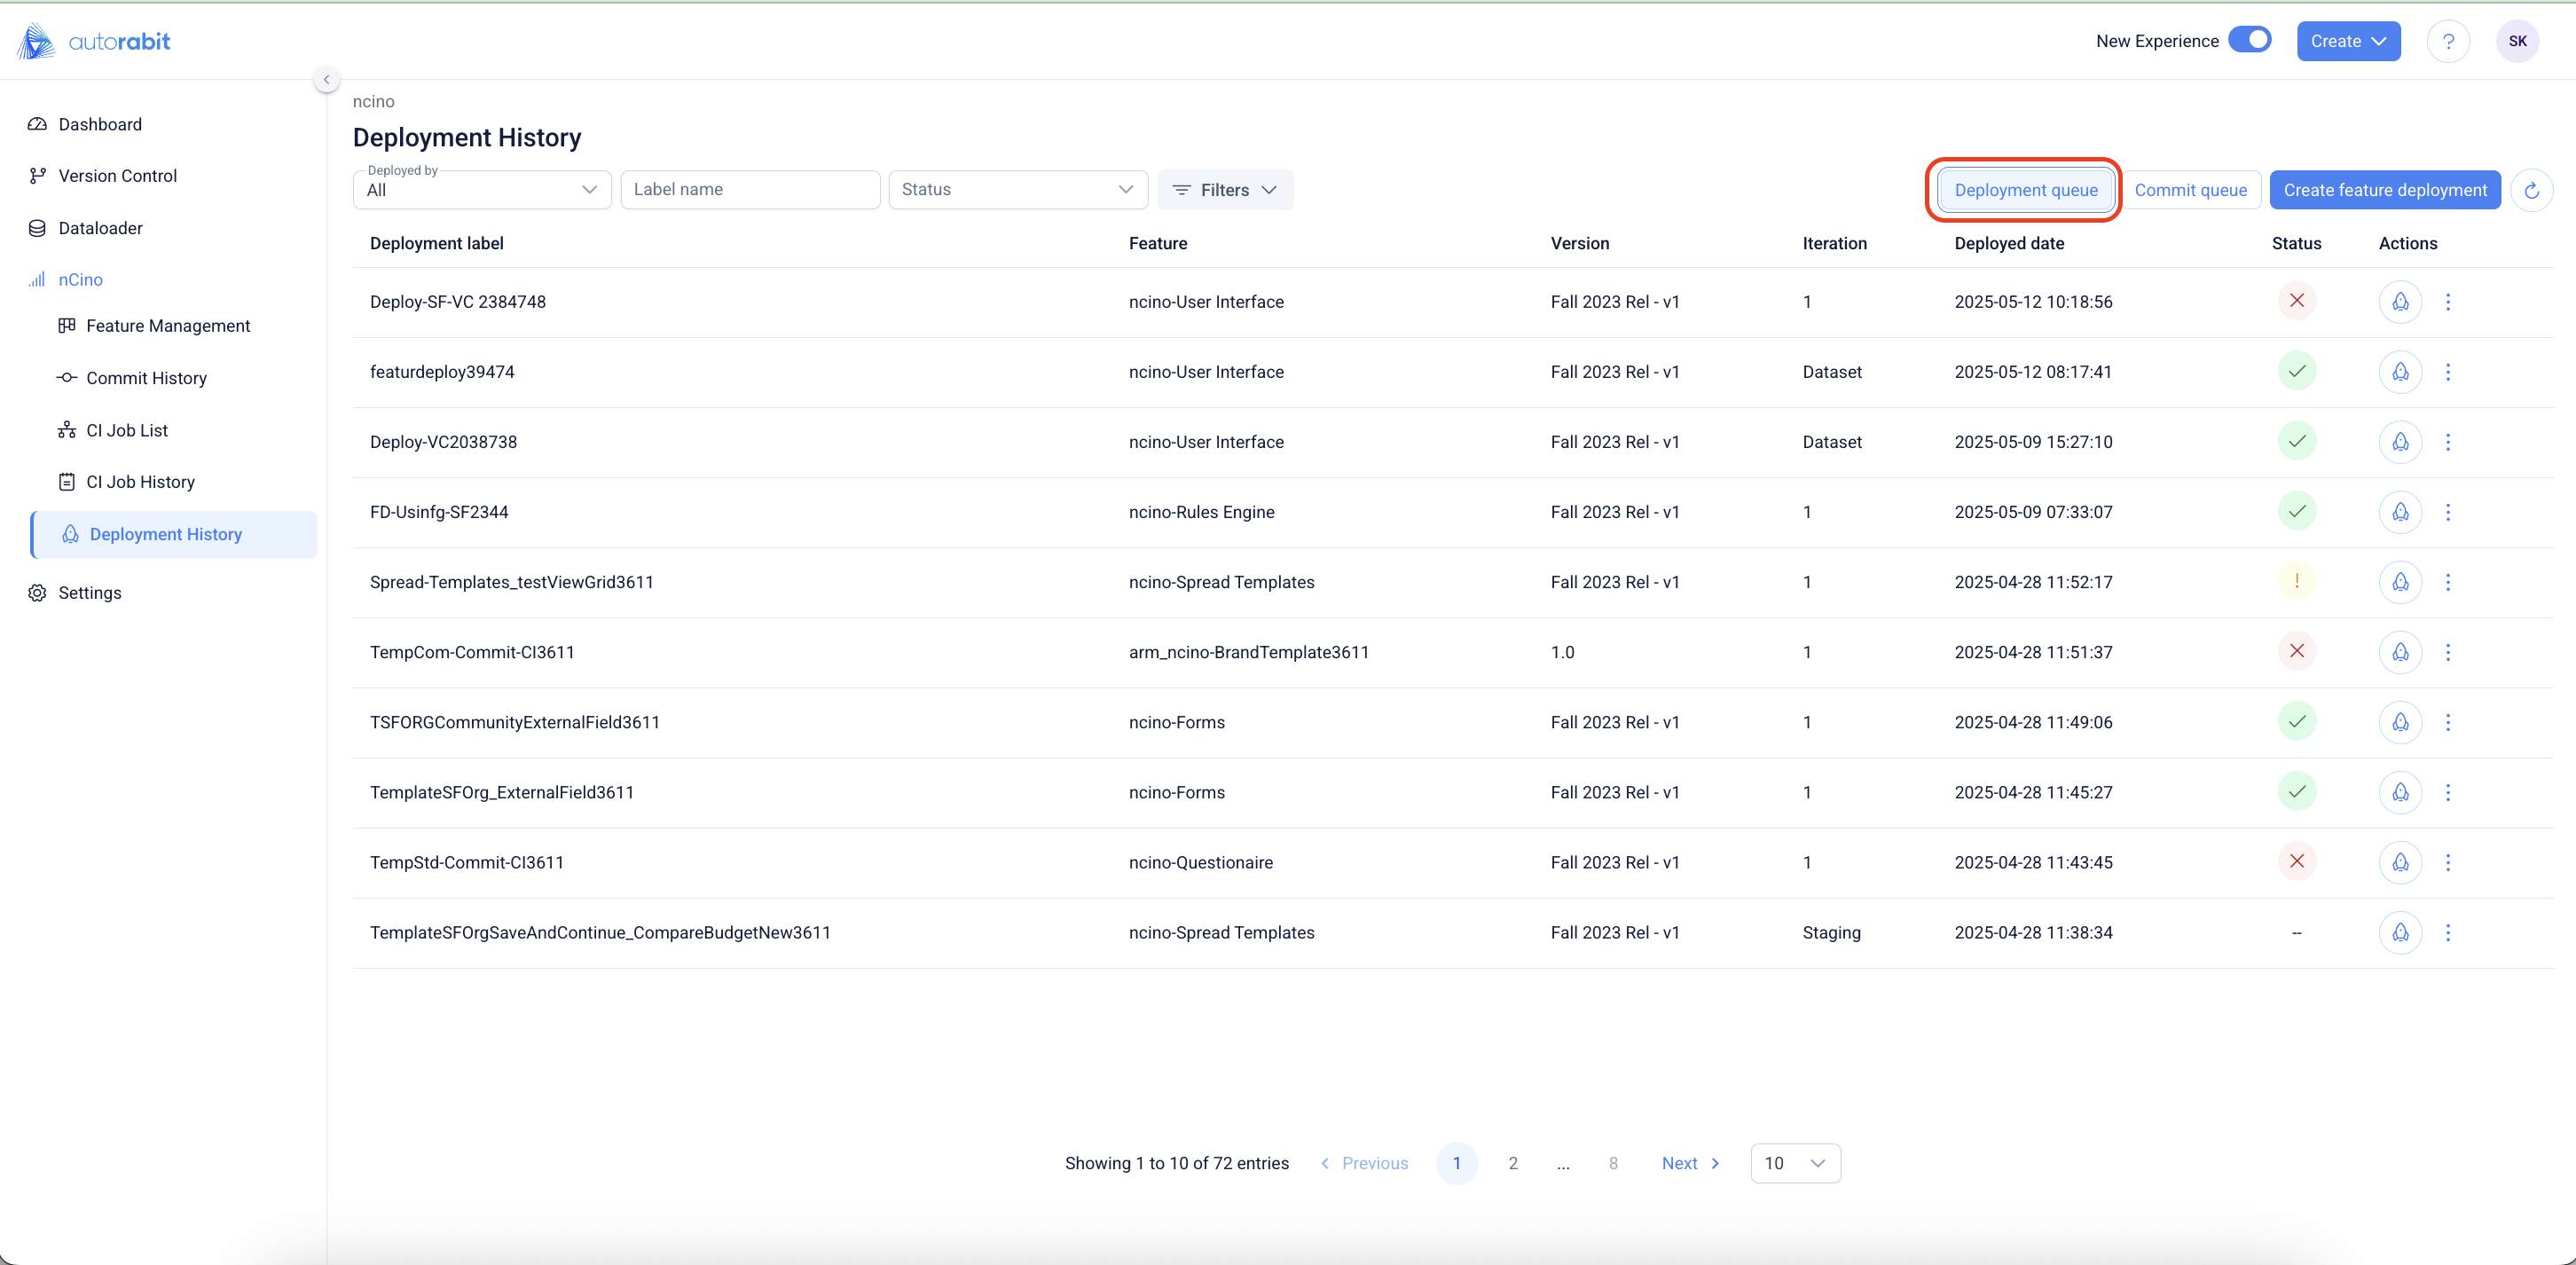 autorabit
New Experience
Create
?
SK
Dashboard
Version Control
Dataloader
nCino
Feature Management
Commit History
CI Job List
CI Job History
Deployment History
Settings
ncino
Deployment History
Deployed by
All
Label name
Status
Filters
Deployment queue
Commit queue
Create feature deployment
Deployment label Feature Version Iteration Deployed date Status Actions
Deploy-SF-VC 2384748 ncino-User Interface Fall 2023 Rel - v1 1 2025-05-12 10:18:56
featurdeploy39474 ncino-User Interface Fall 2023 Rel - v1 Dataset 2025-05-12 08:17:41
Deploy-VC2038738 ncino-User Interface Fall 2023 Rel - v1 Dataset 2025-05-09 15:27:10
FD-Usinfg-SF2344 ncino-Rules Engine Fall 2023 Rel - v1 1 2025-05-09 07:33:07
Spread-Templates_testViewGrid3611 ncino-Spread Templates Fall 2023 Rel - v1 1 2025-04-28 11:52:17 !
TempCom-Commit-CI3611 arm_ncino-BrandTemplate3611 1.0 1 2025-04-28 11:51:37
TSFORGCommunityExternalField3611 ncino-Forms Fall 2023 Rel - v1 1 2025-04-28 11:49:06
TemplateSFOrg_ExternalField3611 ncino-Forms Fall 2023 Rel - v1 1 2025-04-28 11:45:27
TempStd-Commit-CI3611 ncino-Questionaire Fall 2023 Rel - v1 1 2025-04-28 11:43:45
TemplateSFOrgSaveAndContinue_CompareBudgetNew3611 ncino-Spread Templates Fall 2023 Rel - v1 Staging 2025-04-28 11:38:34 --
Showing 1 to 10 of 72 entries Previous 1 2 ... 8 Next 10